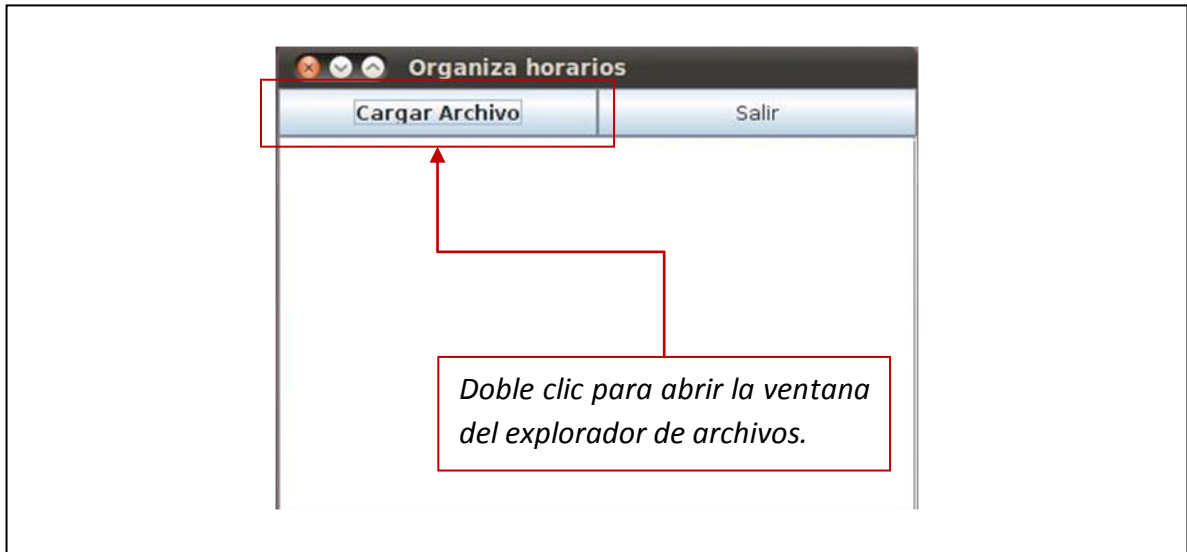 Organiza horarios
Cargar Archivo Salir
Doble clic para abrir la ventana
del explorador de archivos.